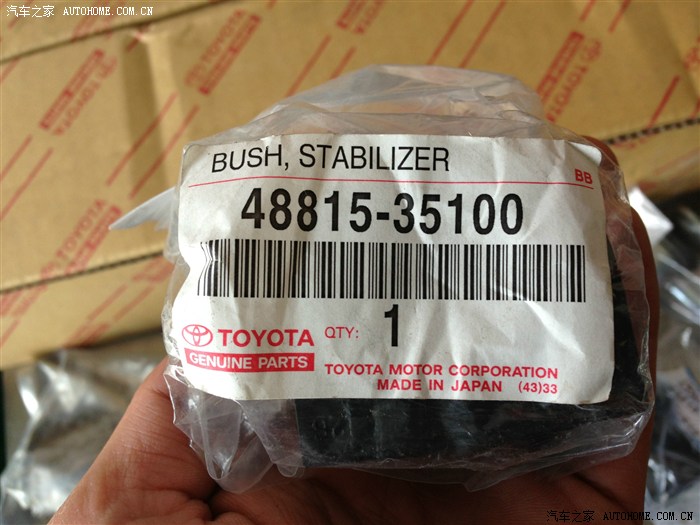 汽车之家 AUTOHOME.COM.CN
BUSH, STABILIZER
BB
48815-35100
TOYOTA QTY: 1
GENUINE PARTS
TOYOTA MOTOR CORPORATION
MADE IN JAPAN (43)33
汽车之家 AUTOHOME.COM.CN